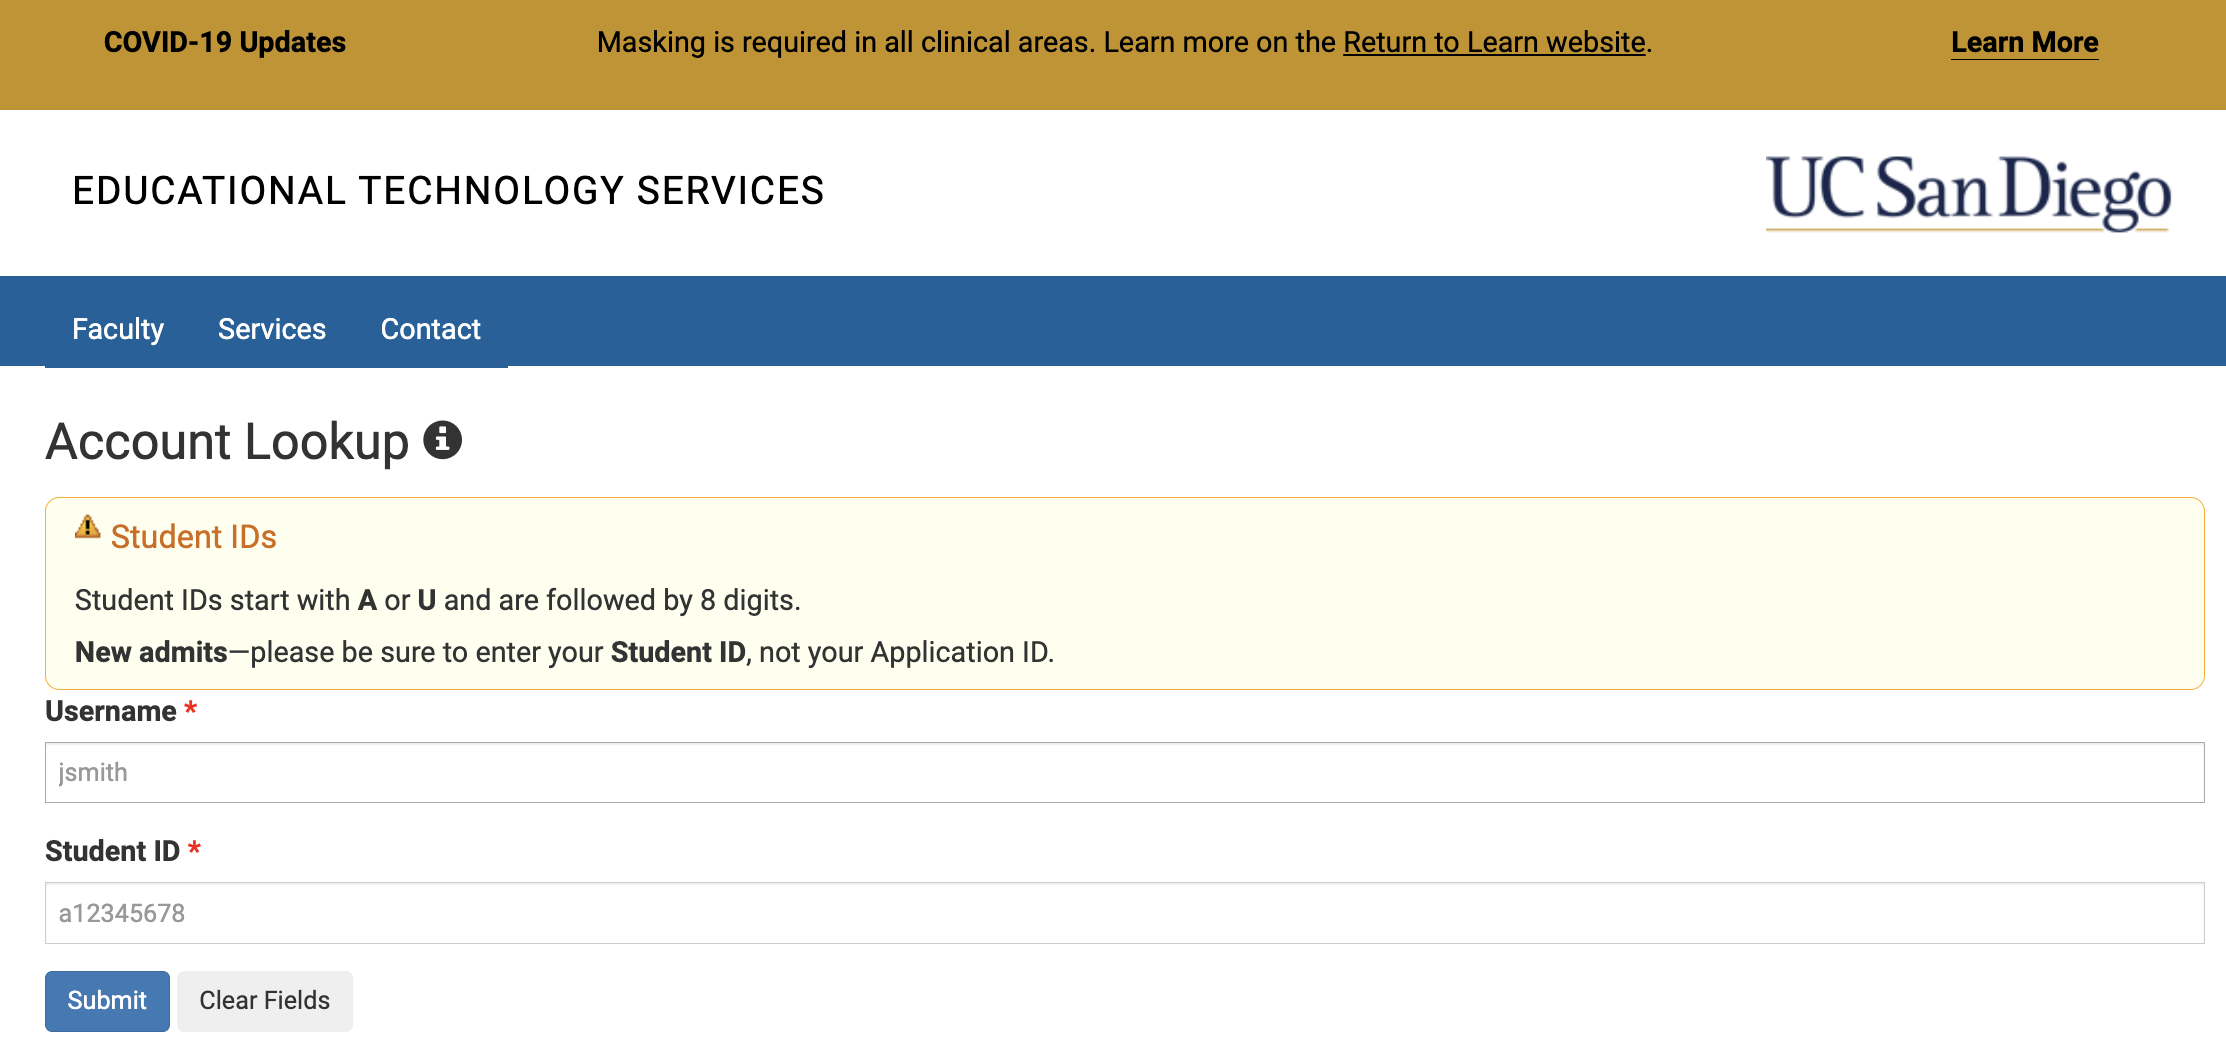 COVID-19 Updates
Masking is required in all clinical areas. Learn more on the Return to Learn website.
Learn More
EDUCATIONAL TECHNOLOGY SERVICES
UC San Diego
Faculty
Services
Contact
Account Lookup
Student IDs
Student IDs start with A or U and are followed by 8 digits.
New admits—please be sure to enter your Student ID, not your Application ID.
Username *
jsmith
Student ID *
a12345678
Submit
Clear Fields